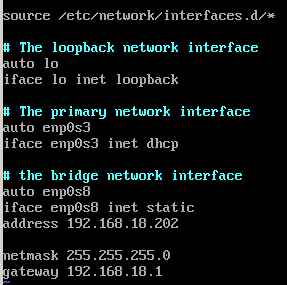 source /etc/network/interfaces.d/*
# The loopback network interface
auto lo
iface lo inet loopback
# The primary network interface
auto enp0s3
iface enp0s3 inet dhcp
# the bridge network interface
auto enp0s8
iface enp0s8 inet static
address 192.168.18.202
netmask 255.255.255.0
gateway 192.168.18.1
~